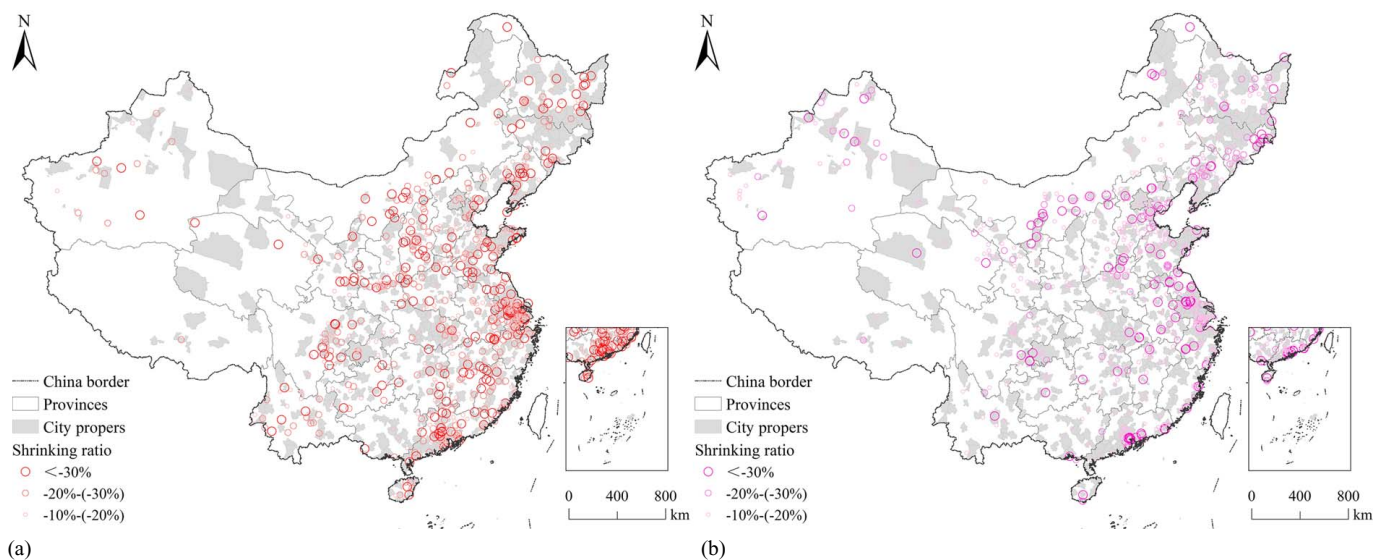 N
China border
Provinces
City propers
Shrinking ratio
<-30%
-20%-(-30%)
-10%-(-20%)
0 400 800
km
(a)
N
China border
Provinces
City propers
Shrinking ratio
<-30%
-20%-(-30%)
-10%-(-20%)
0 400 800
km
(b)